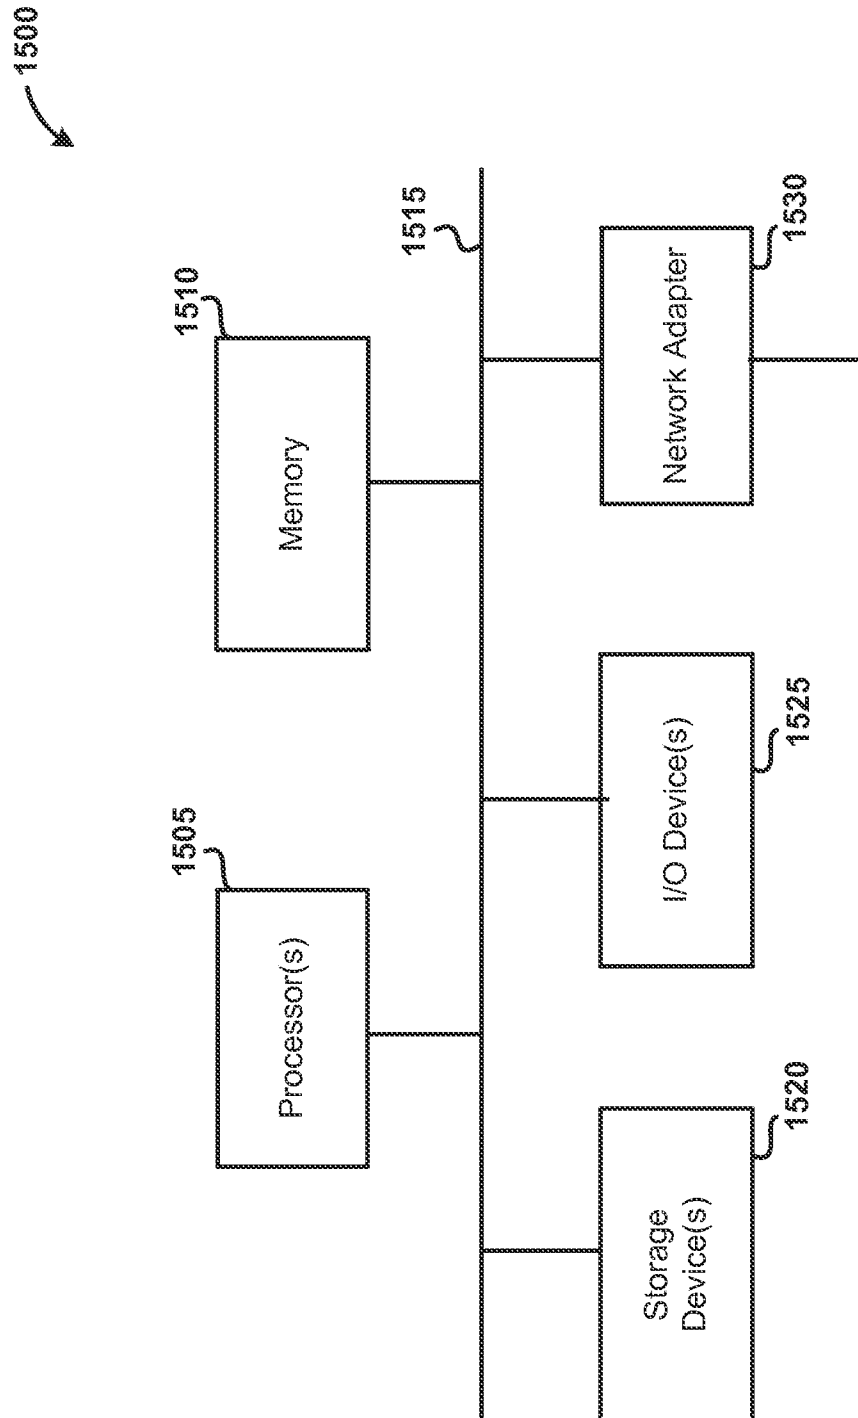 1500
1505
Processor(s)
1510
Memory
1515
1520
Storage
Device(s)
1525
I/O Device(s)
1530
Network Adapter